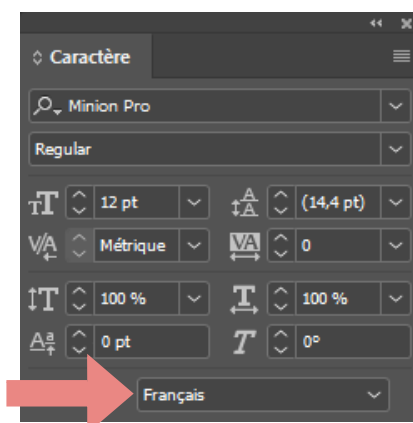 Caractère
Minion Pro
Regular
12 pt (14,4 pt)
Métrique 0
100 % 100 %
0 pt 0°
Français